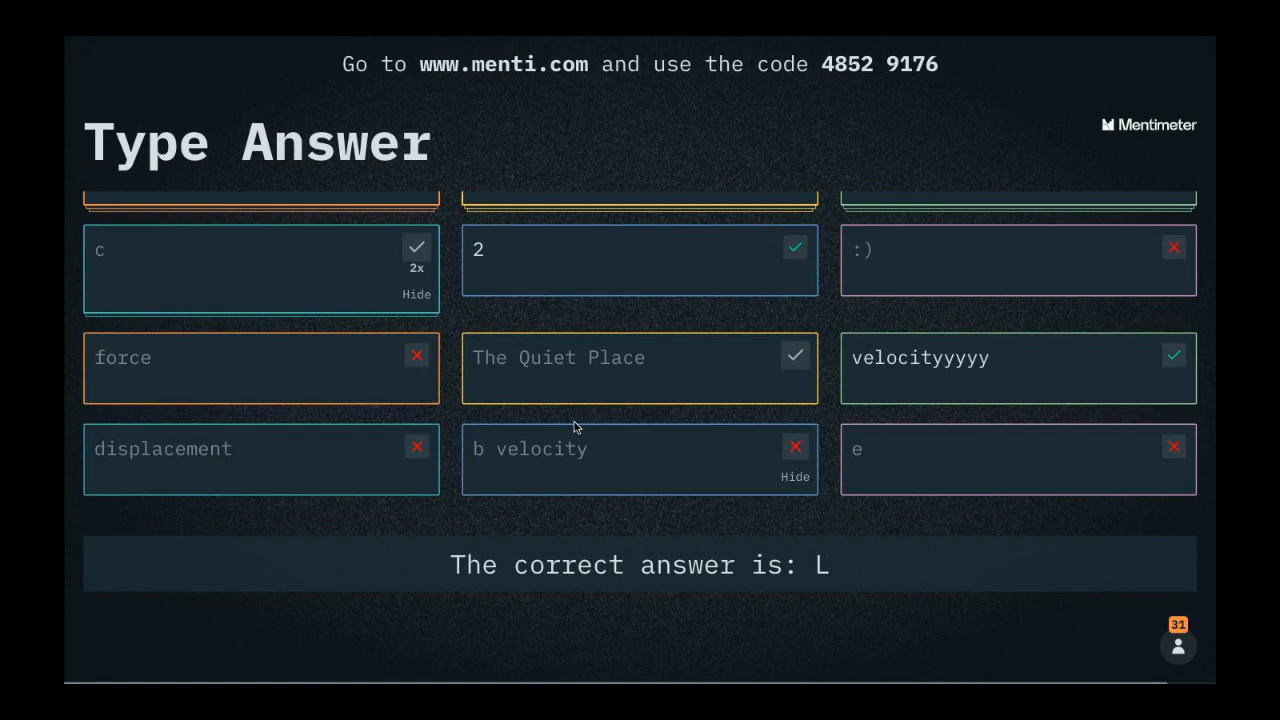 Go to www.menti.com and use the code 4852 9176
Type Answer
Mentimeter
c
2x
Hide
2
:)
force
The Quiet Place
velocityyyyy
displacement
b velocity
Hide
e
The correct answer is: L
31